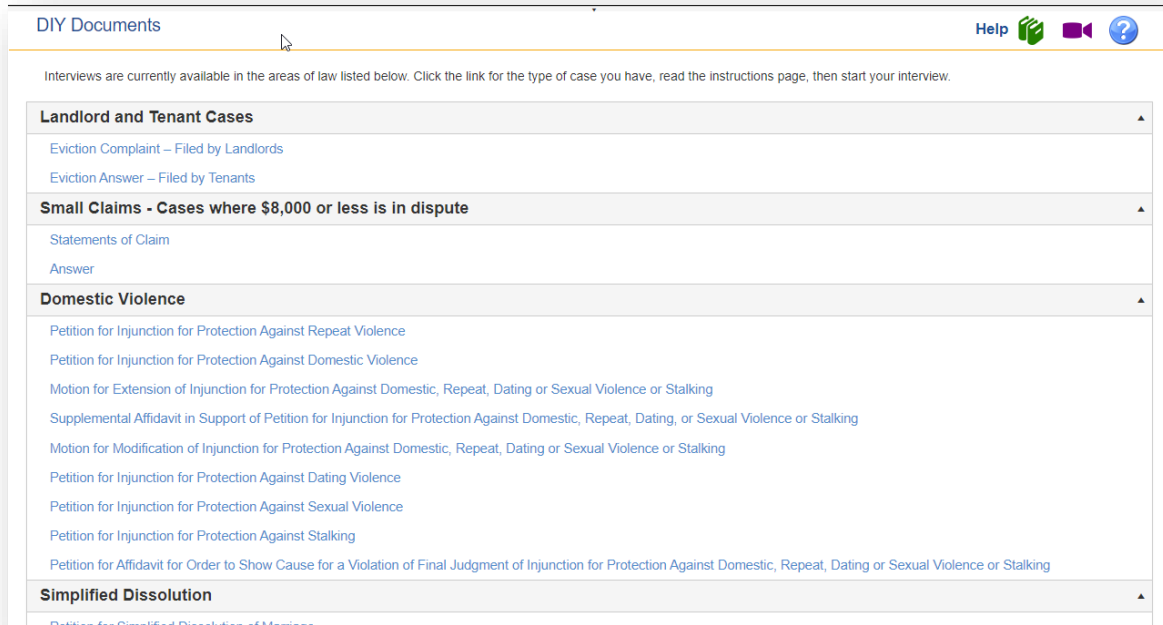 DIY Documents
Help
Interviews are currently available in the areas of law listed below. Click the link for the type of case you have, read the instructions page, then start your interview.
Landlord and Tenant Cases
Eviction Complaint – Filed by Landlords
Eviction Answer – Filed by Tenants
Small Claims - Cases where $8,000 or less is in dispute
Statements of Claim
Answer
Domestic Violence
Petition for Injunction for Protection Against Repeat Violence
Petition for Injunction for Protection Against Domestic Violence
Motion for Extension of Injunction for Protection Against Domestic, Repeat, Dating or Sexual Violence or Stalking
Supplemental Affidavit in Support of Petition for Injunction for Protection Against Domestic, Repeat, Dating, or Sexual Violence or Stalking
Motion for Modification of Injunction for Protection Against Domestic, Repeat, Dating or Sexual Violence or Stalking
Petition for Injunction for Protection Against Dating Violence
Petition for Injunction for Protection Against Sexual Violence
Petition for Injunction for Protection Against Stalking
Petition for Affidavit for Order to Show Cause for a Violation of Final Judgment of Injunction for Protection Against Domestic, Repeat, Dating or Sexual Violence or Stalking
Simplified Dissolution
Petition for Simplified Dissolution of Marriage